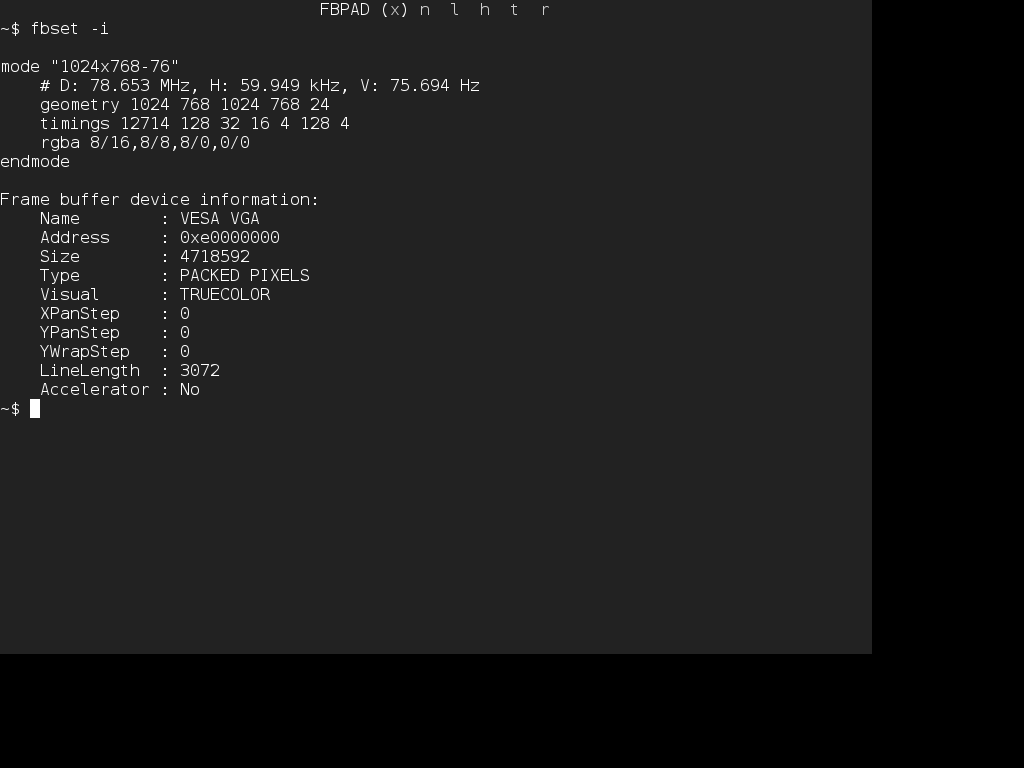 FBPAD (x) n l h t r
~$ fbset -i
mode "1024x768-76"
# D: 78.653 MHz, H: 59.949 kHz, V: 75.694 Hz
geometry 1024 768 1024 768 24
timings 12714 128 32 16 4 128 4
rgba 8/16,8/8,8/0,0/0
endmode
Frame buffer device information:
Name : VESA VGA
Address : 0xe0000000
Size : 4718592
Type : PACKED PIXELS
Visual : TRUECOLOR
XPanStep : 0
YPanStep : 0
YWrapStep : 0
LineLength : 3072
Accelerator : No
~$